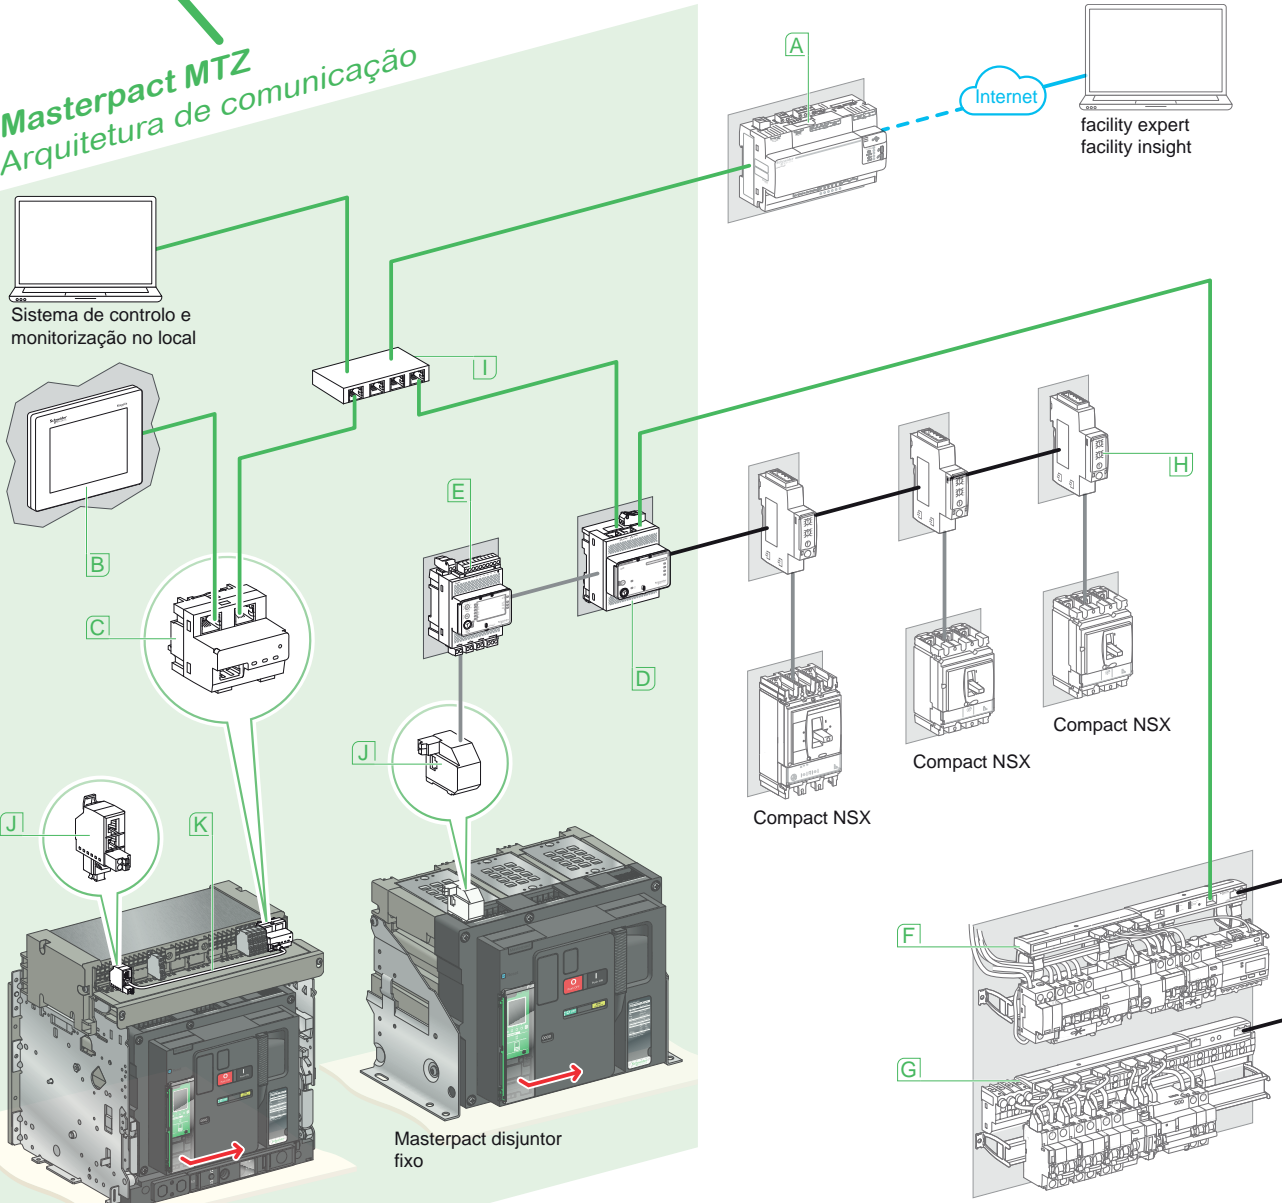 Masterpact MTZ
Arquitetura de comunicação
A
Internet
facility expert
facility insight
Sistema de controlo e
monitorização no local
I
B
E
H
C
D
J
J
K
Compact NSX
Compact NSX
Compact NSX
F
G
Masterpact disjuntor
fixo